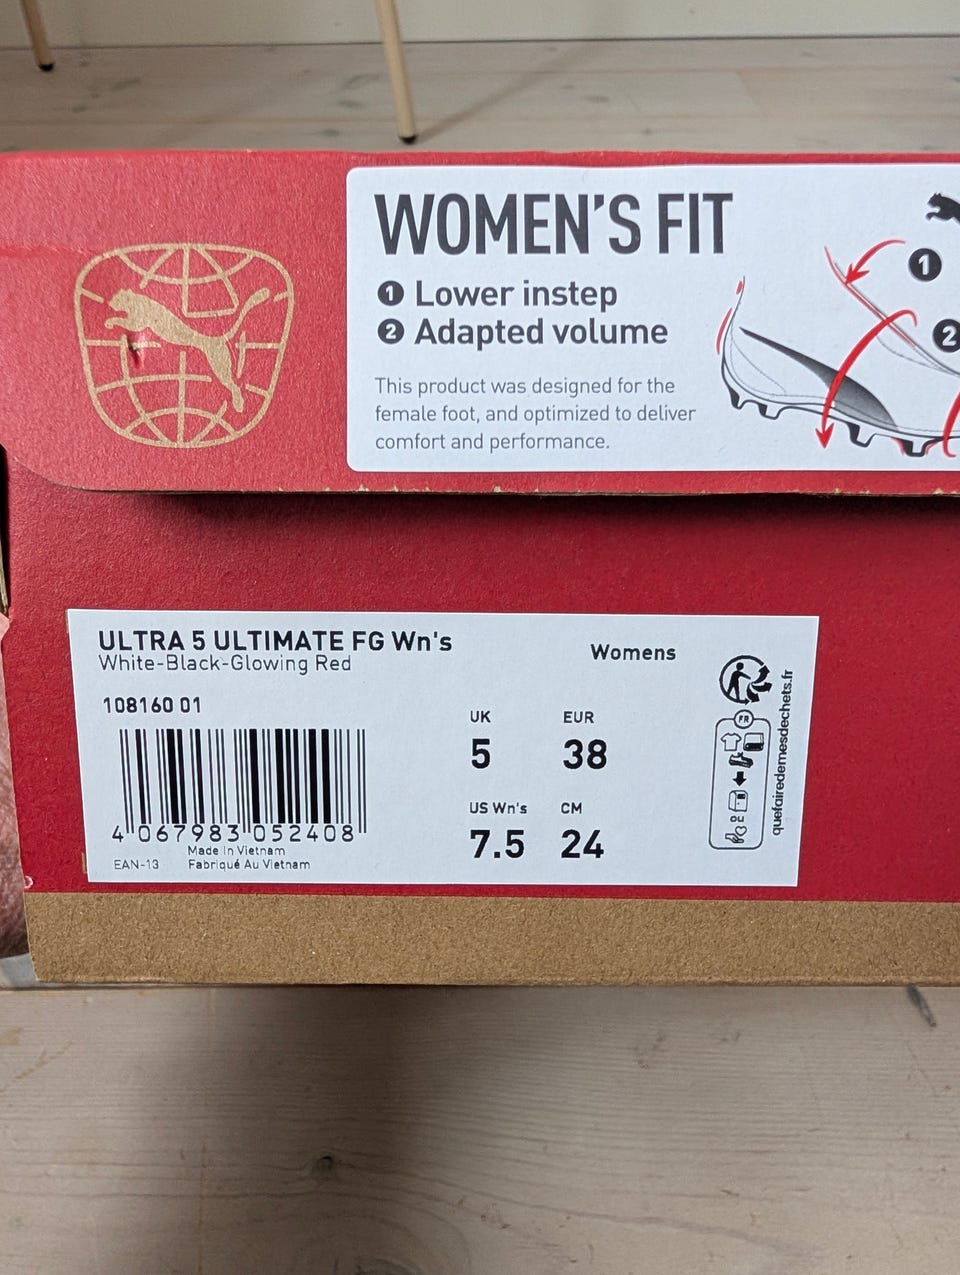 WOMEN'S FIT
1 Lower instep
2 Adapted volume
This product was designed for the
female foot, and optimized to deliver
comfort and performance.
1
2
ULTRA 5 ULTIMATE FG Wn's
White-Black-Glowing Red
Womens
108160 01
UK EUR
5 38
US Wn's CM
7.5 24
4 067983 052408
Made in Vietnam
EAN-13 Fabriqué Au Vietnam
FR
quefairedemesdechets.fr